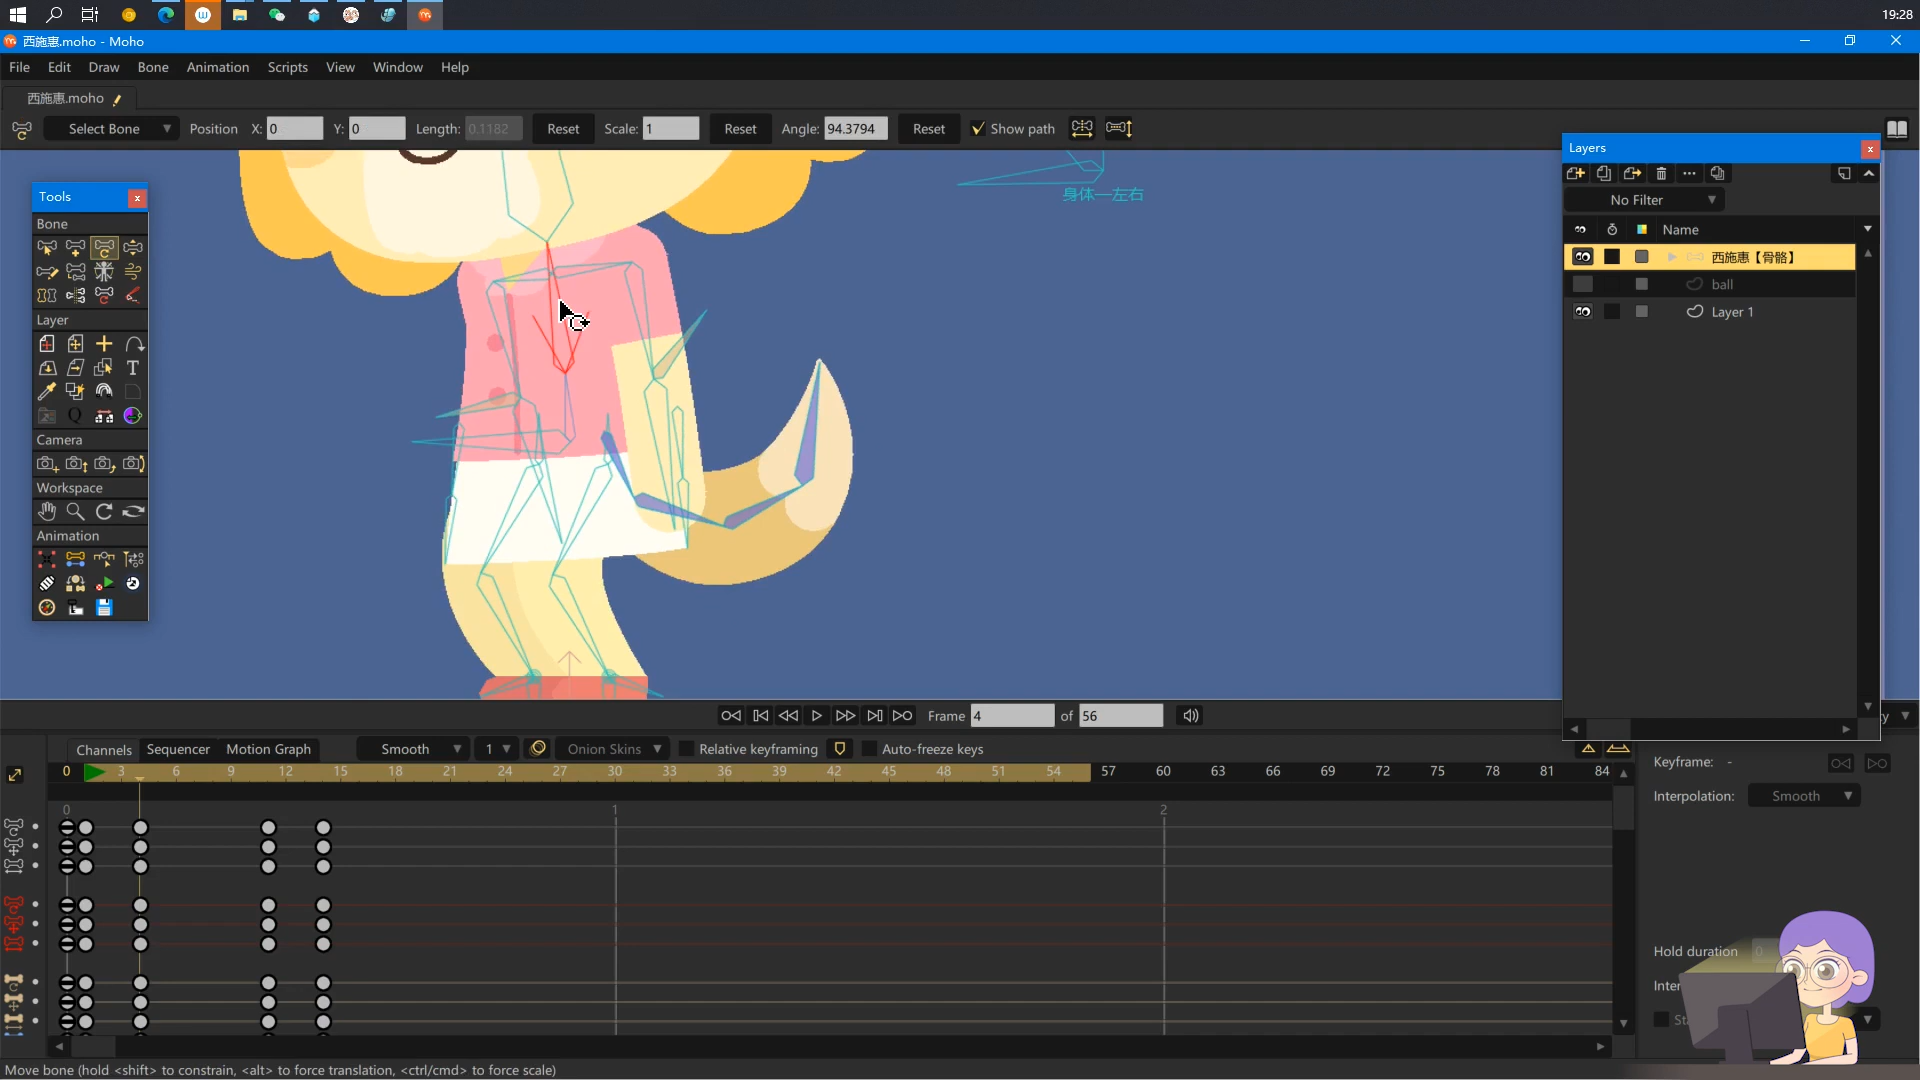 19:28
西施惠.moho - Moho
File Edit Draw Bone Animation Scripts View Window Help
西施惠.moho
Select Bone Position X: 0 Y: 0 Length: 0.1182 Reset Scale: 1 Reset Angle: 94.3794 Reset Show path
Layers
身体—左右
No Filter
Name
西施惠【骨骼】
ball
Layer 1
Tools
Bone
Layer
T
Q
Camera
Workspace
Animation
Frame 4 of 56
Channels Sequencer Motion Graph Smooth 1 Onion Skins Relative keyframing Auto-freeze keys
0 3 6 9 12 15 18 21 24 27 30 33 36 39 42 45 48 51 54 57 60 63 66 69 72 75 78 81 84
0 1 2
Keyframe: -
Interpolation: Smooth
Hold duration 0
Inter
Sta
Move bone (hold <shift> to constrain, <alt> to force translation, <ctrl/cmd> to force scale)